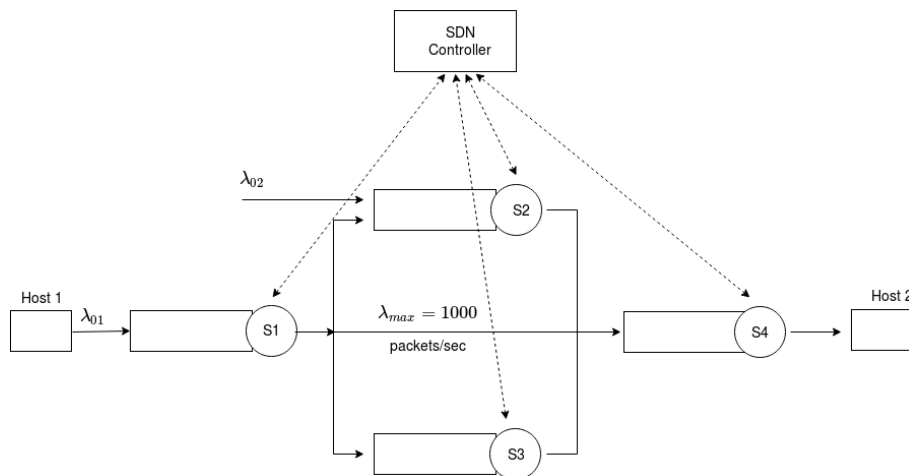 SDN
Controller
λ02
S2
Host 1
λ01
S1
λmax = 1000
packets/sec
S4
Host 2
S3